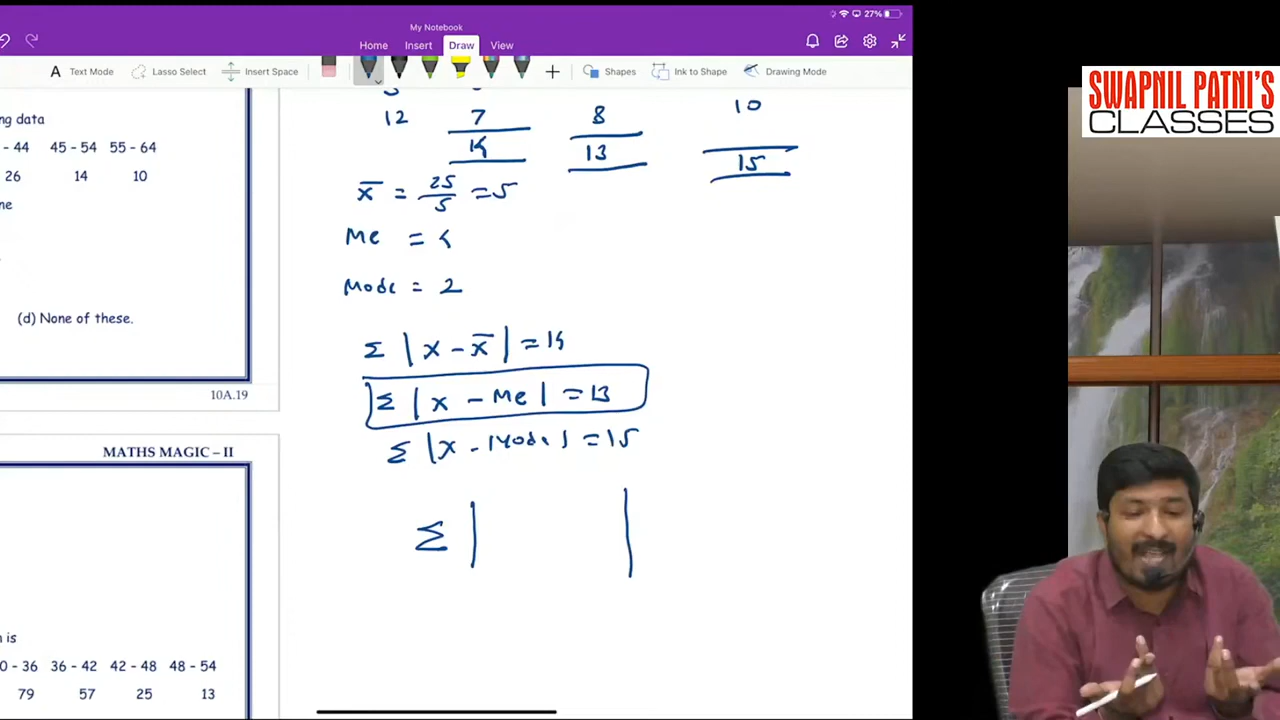 27%
My Notebook
Home Insert Draw View
Text Mode Lasso Select Insert Space Shapes Ink to Shape Drawing Mode
SWAPNIL PATNI'S
CLASSES
ng data
- 44 45 - 54 55 - 64
26 14 10
ne
(d) None of these.
10A.19
MATHS MAGIC – II
n is
0 - 36 36 - 42 42 - 48 48 - 54
79 57 25 13
12 7 8 10
14 13 15
x̄ = 25/5 = 5
Me = 4
Mode = 2
Σ |x - x̄| = 14
Σ |x - Me| = 13
Σ |x - Mode| = 15
Σ | |